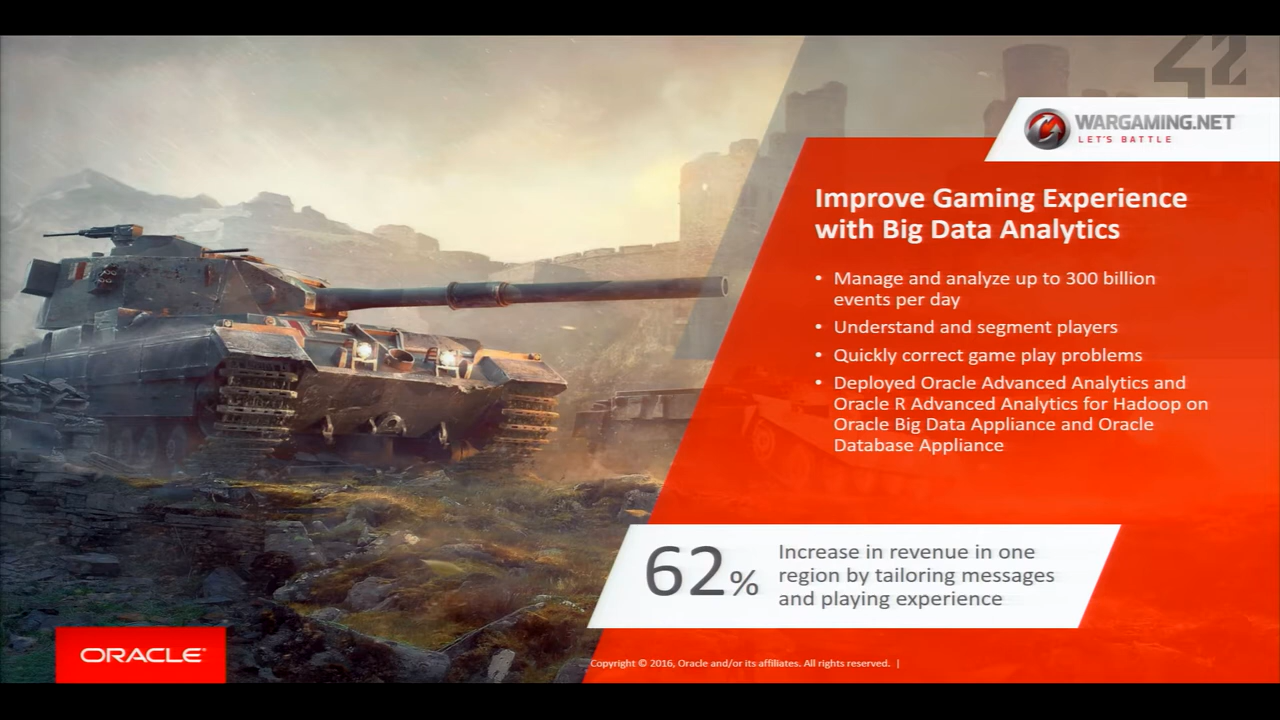 42
WARGAMING.NET
LET'S BATTLE
Improve Gaming Experience
with Big Data Analytics
• Manage and analyze up to 300 billion
events per day
• Understand and segment players
• Quickly correct game play problems
• Deployed Oracle Advanced Analytics and
Oracle R Advanced Analytics for Hadoop on
Oracle Big Data Appliance and Oracle
Database Appliance
62%
Increase in revenue in one
region by tailoring messages
and playing experience
ORACLE®
Copyright © 2016, Oracle and/or its affiliates. All rights reserved. |